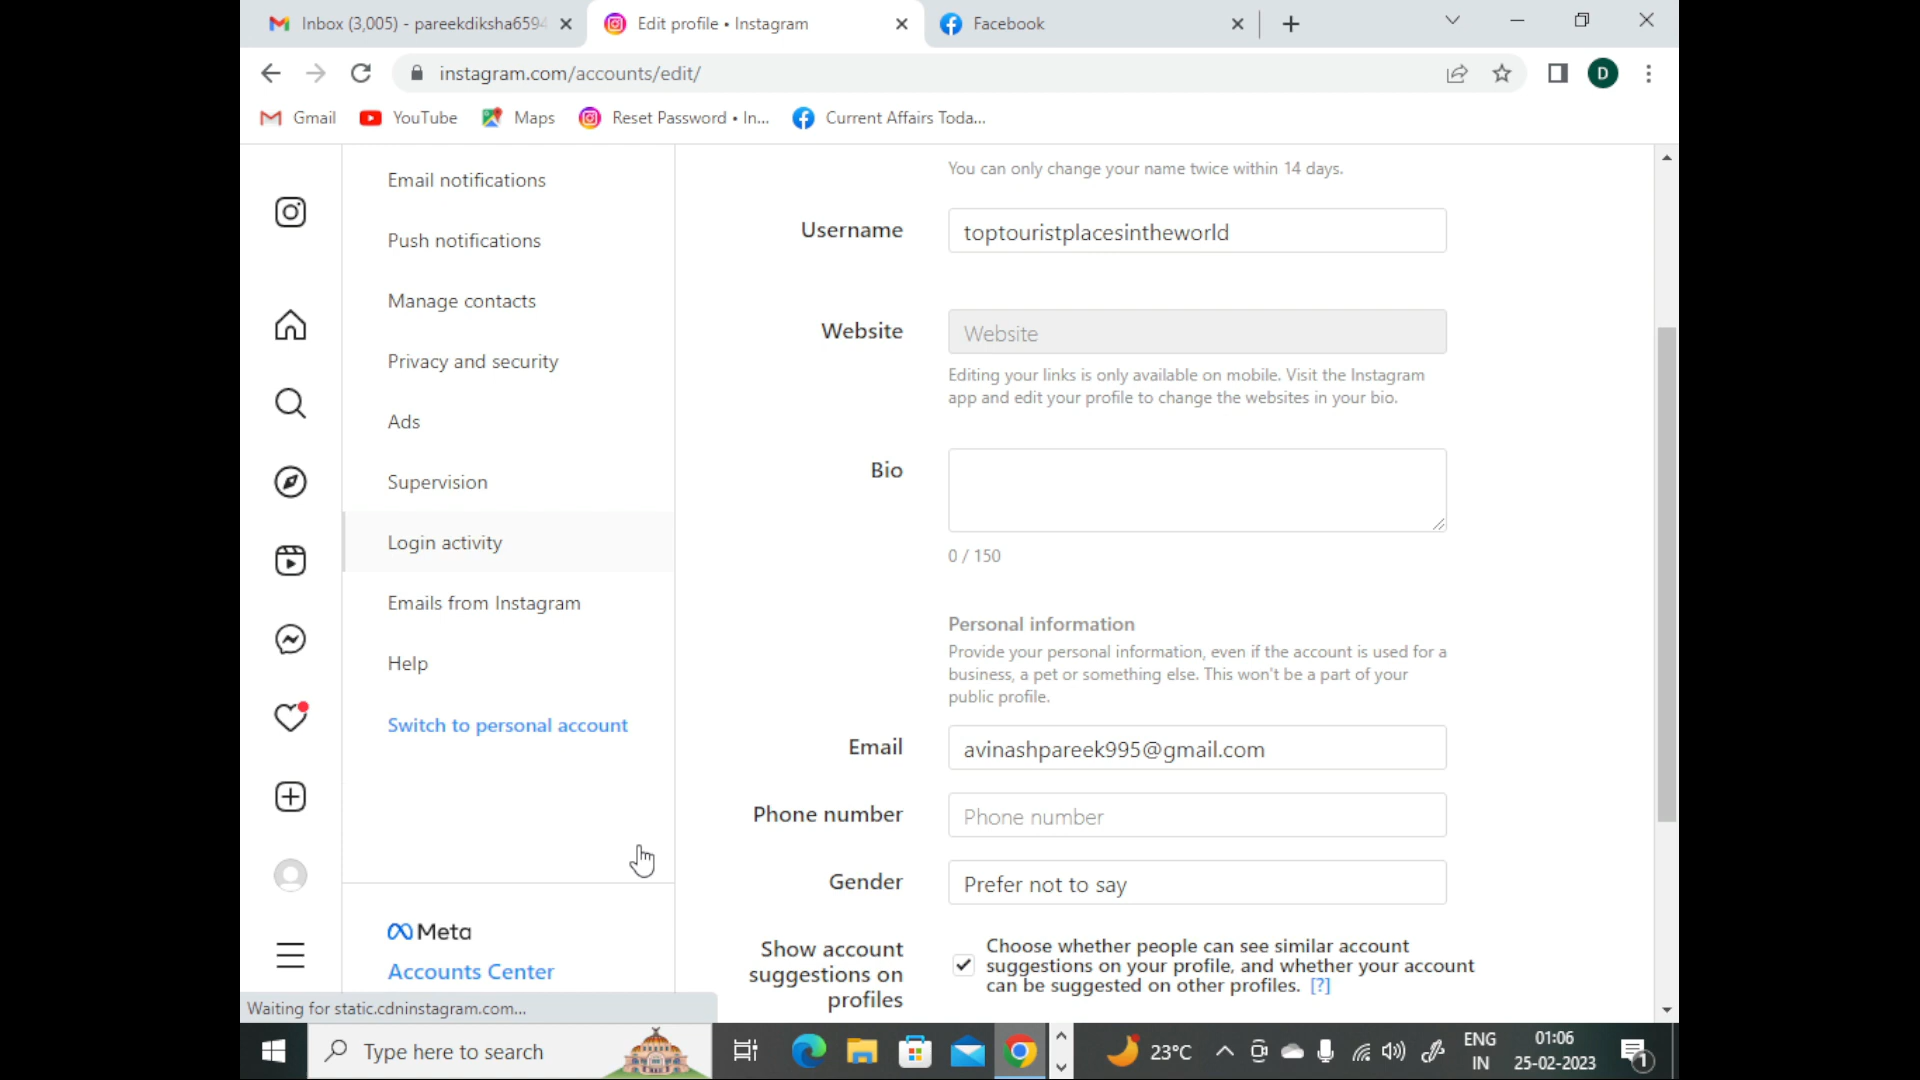 Inbox (3,005) - pareekdiksha6594
Edit profile • Instagram
Facebook
instagram.com/accounts/edit/
D
Gmail
YouTube
Maps
Reset Password • In...
Current Affairs Toda...
Email notifications
Push notifications
Manage contacts
Privacy and security
Ads
Supervision
Login activity
Emails from Instagram
Help
Switch to personal account
Meta
Accounts Center
You can only change your name twice within 14 days.
Username
toptouristplacesintheworld
Website
Website
Editing your links is only available on mobile. Visit the Instagram
app and edit your profile to change the websites in your bio.
Bio
0 / 150
Personal information
Provide your personal information, even if the account is used for a
business, a pet or something else. This won't be a part of your
public profile.
Email
avinashpareek995@gmail.com
Phone number
Phone number
Gender
Prefer not to say
Show account
suggestions on
profiles
Choose whether people can see similar account
suggestions on your profile, and whether your account
can be suggested on other profiles. [?]
Waiting for static.cdninstagram.com...
Type here to search
23°C
ENG
IN
01:06
25-02-2023
1